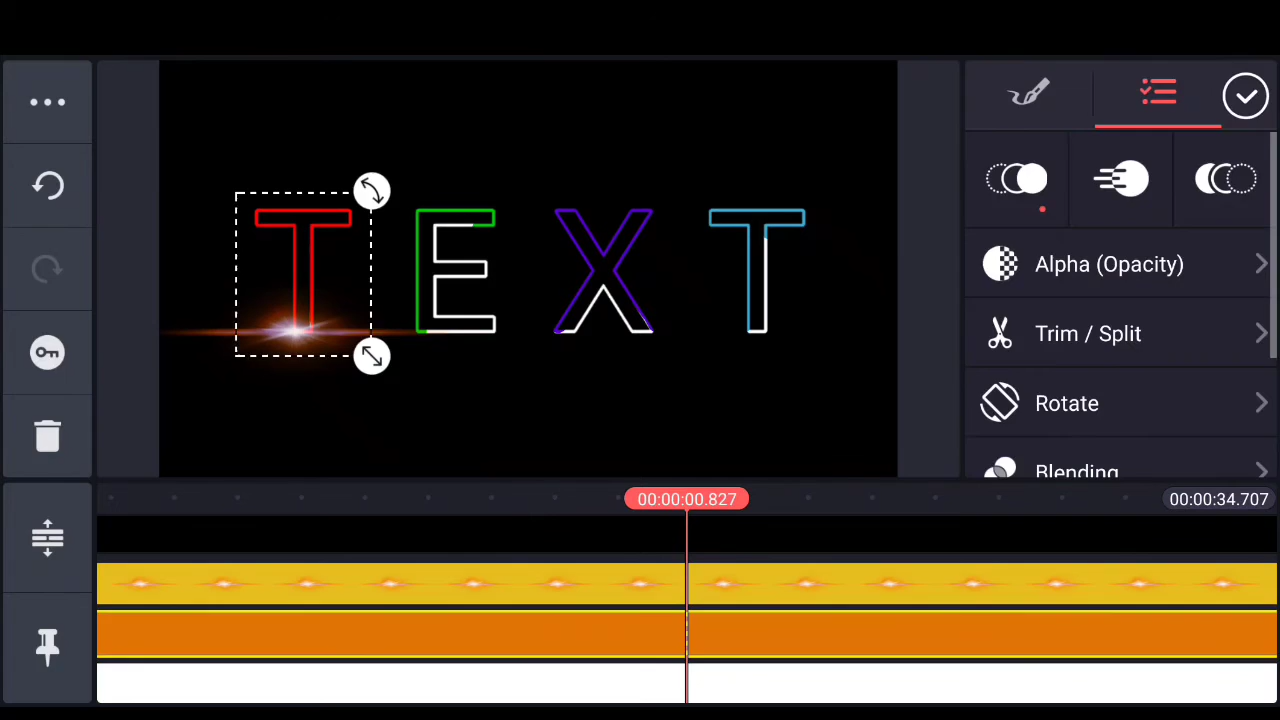 TEXT
Alpha (Opacity)
Trim / Split
Rotate
Blending
00:00:00.827
00:00:34.707